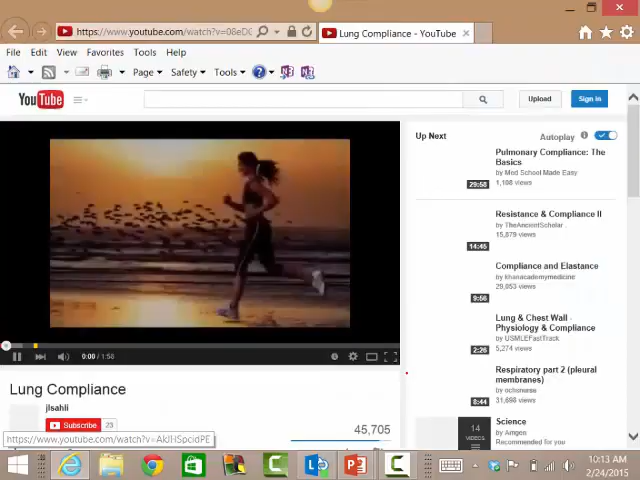 https://www.youtube.com/watch?v=08eD
Lung Compliance - YouTube
File Edit View Favorites Tools Help
Page Safety Tools
YouTube
Upload
Sign in
Up Next
Autoplay
Pulmonary Compliance: The
Basics
by Med School Made Easy
1,198 views
29:58
Resistance & Compliance II
by TheAncientScholar
15,879 views
14:45
Compliance and Elastance
by khanacademymedicine
29,053 views
9:56
Lung & Chest Wall
Physiology & Compliance
by USMLEFastTrack
5,274 views
2:26
Respiratory part 2 (pleural
membranes)
by ochsnurse
31,698 views
8:44
Science
by Amgen
Recommended for you
14
VIDEOS
0:00 / 1:58
Lung Compliance
jlsahli
Subscribe 23
45,705
https://www.youtube.com/watch?v=AkJHSpcidPE
10:13 AM
2/24/2015